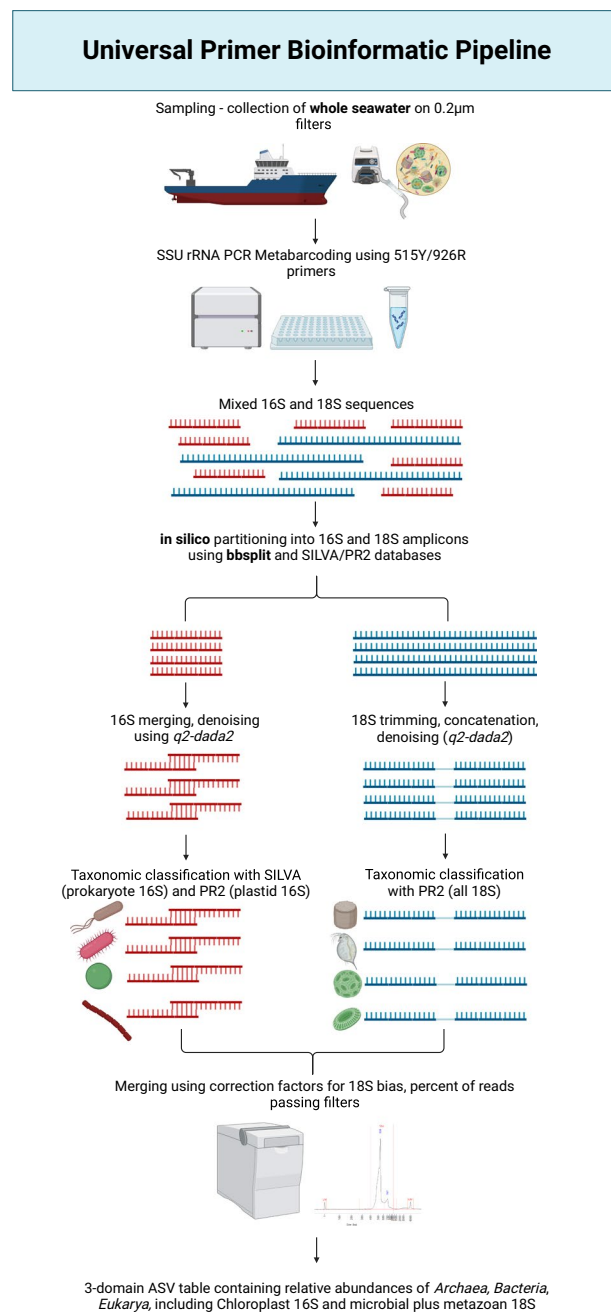 Universal Primer Bioinformatic Pipeline
Sampling - collection of whole seawater on 0.2µm
filters
SSU rRNA PCR Metabarcoding using 515Y/926R
primers
Mixed 16S and 18S sequences
in silico partitioning into 16S and 18S amplicons
using bbsplit and SILVA/PR2 databases
16S merging, denoising
using q2-dada2
18S trimming, concatenation,
denoising (q2-dada2)
Taxonomic classification with SILVA
(prokaryote 16S) and PR2 (plastid 16S)
Taxonomic classification
with PR2 (all 18S)
Merging using correction factors for 18S bias, percent of reads
passing filters
3-domain ASV table containing relative abundances of Archaea, Bacteria,
Eukarya, including Chloroplast 16S and microbial plus metazoan 18S